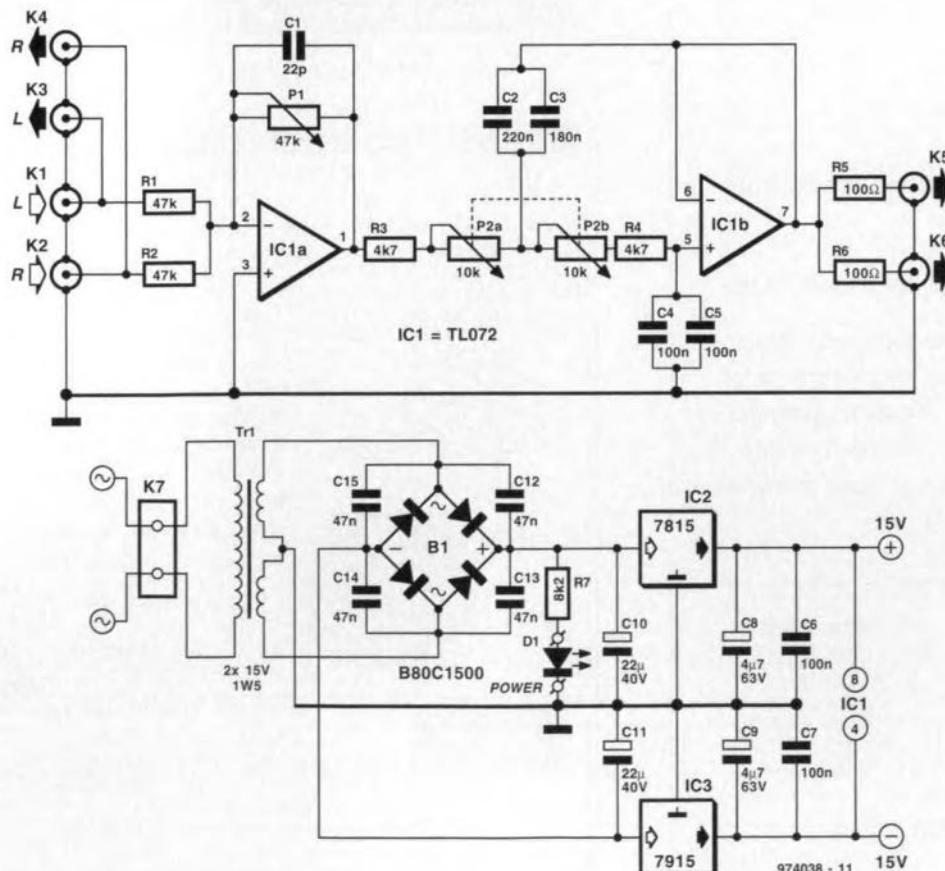 K4
R
K3
L
K1
L
K2
R
R1
47k
R2
47k
C1
22p
P1
47k
2
3
1
IC1a
R3
4k7
P2a
10k
C2
220n
C3
180n
P2b
10k
R4
4k7
6
5
7
IC1b
C4
100n
C5
100n
R5
100Ω
R6
100Ω
K5
K6
IC1 = TL072
K7
Tr1
2x 15V
1W5
C15
47n
C12
47n
C14
47n
C13
47n
B1
B80C1500
R7
8k2
D1
POWER
C10
22µ
40V
C11
22µ
40V
IC2
7815
C8
4µ7
63V
C6
100n
C9
4µ7
63V
C7
100n
IC3
7915
8
IC1
4
15V
+
−
15V
974038 - 11